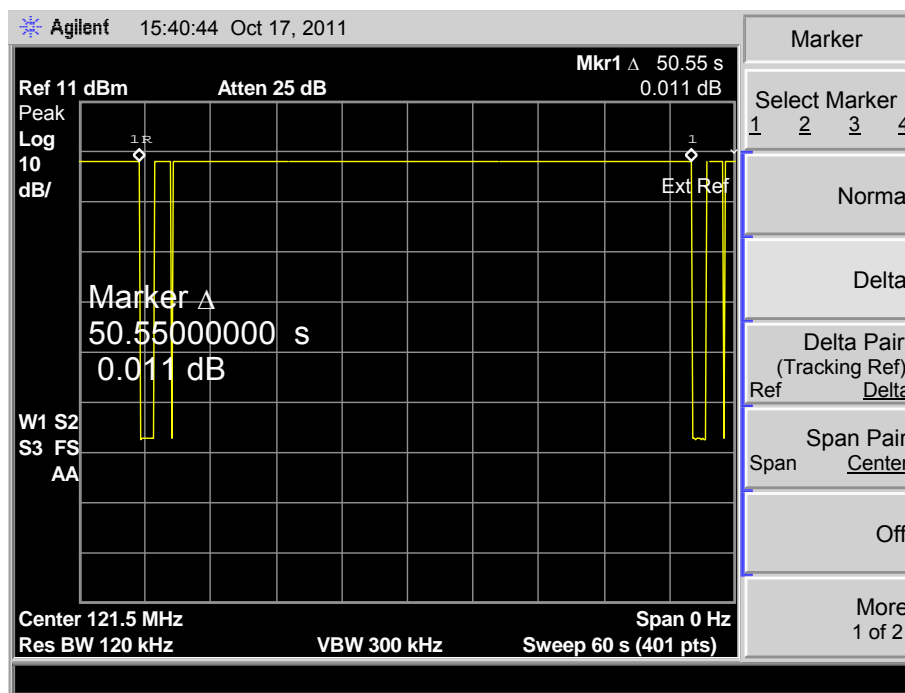 Agilent 15:40:44 Oct 17, 2011
Mkr1 Δ 50.55 s
Ref 11 dBm Atten 25 dB 0.011 dB
Peak
Log
10
dB/
1R
1
Ext Ref
Marker Δ
50.55000000 s
0.011 dB
W1 S2
S3 FS
AA
Center 121.5 MHz Span 0 Hz
Res BW 120 kHz VBW 300 kHz Sweep 60 s (401 pts)
Marker
Select Marker
1 2 3 4
Norma
Delta
Delta Pair
(Tracking Ref)
Ref Delta
Span Pair
Span Center
Off
More
1 of 2